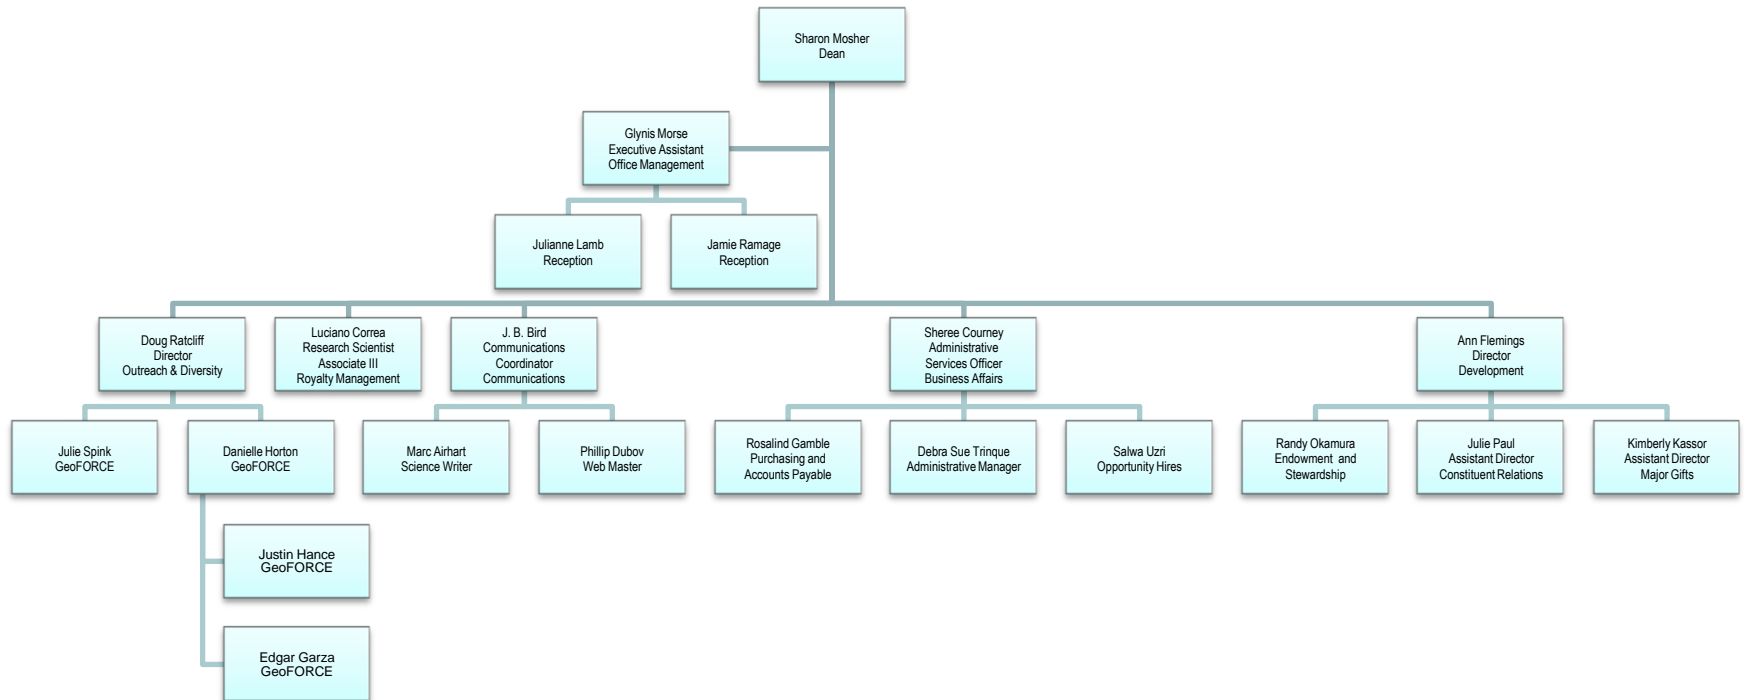 Sharon Mosher
Dean
Glynis Morse
Executive Assistant
Office Management
Julianne Lamb
Reception
Jamie Ramage
Reception
Doug Ratcliff
Director
Outreach & Diversity
Luciano Correa
Research Scientist
Associate III
Royalty Management
J. B. Bird
Communications
Coordinator
Communications
Sheree Courney
Administrative
Services Officer
Business Affairs
Ann Flemings
Director
Development
Julie Spink
GeoFORCE
Danielle Horton
GeoFORCE
Marc Airhart
Science Writer
Phillip Dubov
Web Master
Rosalind Gamble
Purchasing and
Accounts Payable
Debra Sue Trinque
Administrative Manager
Salwa Uzri
Opportunity Hires
Randy Okamura
Endowment and
Stewardship
Julie Paul
Assistant Director
Constituent Relations
Kimberly Kassor
Assistant Director
Major Gifts
Justin Hance
GeoFORCE
Edgar Garza
GeoFORCE